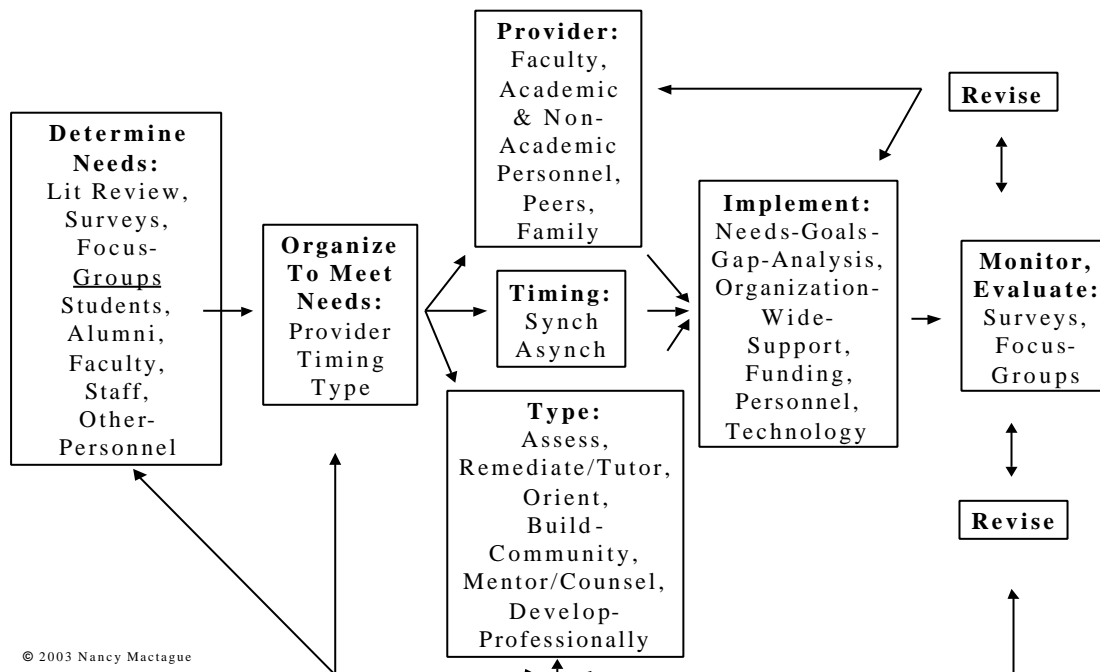 Determine
Needs:
Lit Review,
Surveys,
Focus-
Groups
Students,
Alumni,
Faculty,
Staff,
Other-
Personnel
Organize
To Meet
Needs:
Provider
Timing
Type
Provider:
Faculty,
Academic
& Non-
Academic
Personnel,
Peers,
Family
Timing:
Synch
Asynch
Type:
Assess,
Remediate/Tutor,
Orient,
Build-
Community,
Mentor/Counsel,
Develop-
Professionally
Implement:
Needs-Goals-
Gap-Analysis,
Organization-
Wide-
Support,
Funding,
Personnel,
Technology
Revise
Monitor,
Evaluate:
Surveys,
Focus-
Groups
Revise
© 2003 Nancy Mactague